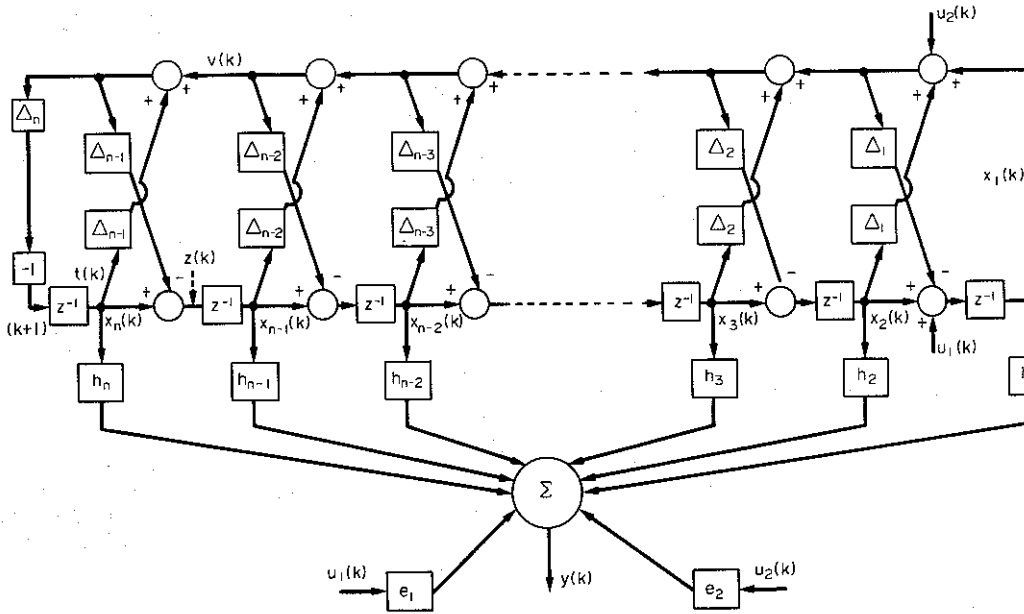 u₂(k)
v(k)
+ + + + + + + + + +
Δₙ
Δₙ₋₁ Δₙ₋₂ Δₙ₋₃ Δ₂ Δ₁
x₁(k)
Δₙ₋₁ Δₙ₋₂ Δₙ₋₃ Δ₂ Δ₁
-1 t(k) z(k)
+ - + - + - + - + -
z⁻¹ z⁻¹ z⁻¹ z⁻¹ z⁻¹ z⁻¹
(k+1) xₙ(k) xₙ₋₁(k) xₙ₋₂(k) x₃(k) x₂(k) +
u₁(k)
hₙ hₙ₋₁ hₙ₋₂ h₃ h₂
Σ
u₁(k) e₁ y(k) e₂ u₂(k)